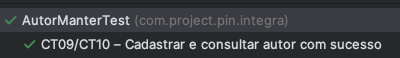 AutorManterTest (com.project.pin.integra)
CT09/CT10 – Cadastrar e consultar autor com sucesso